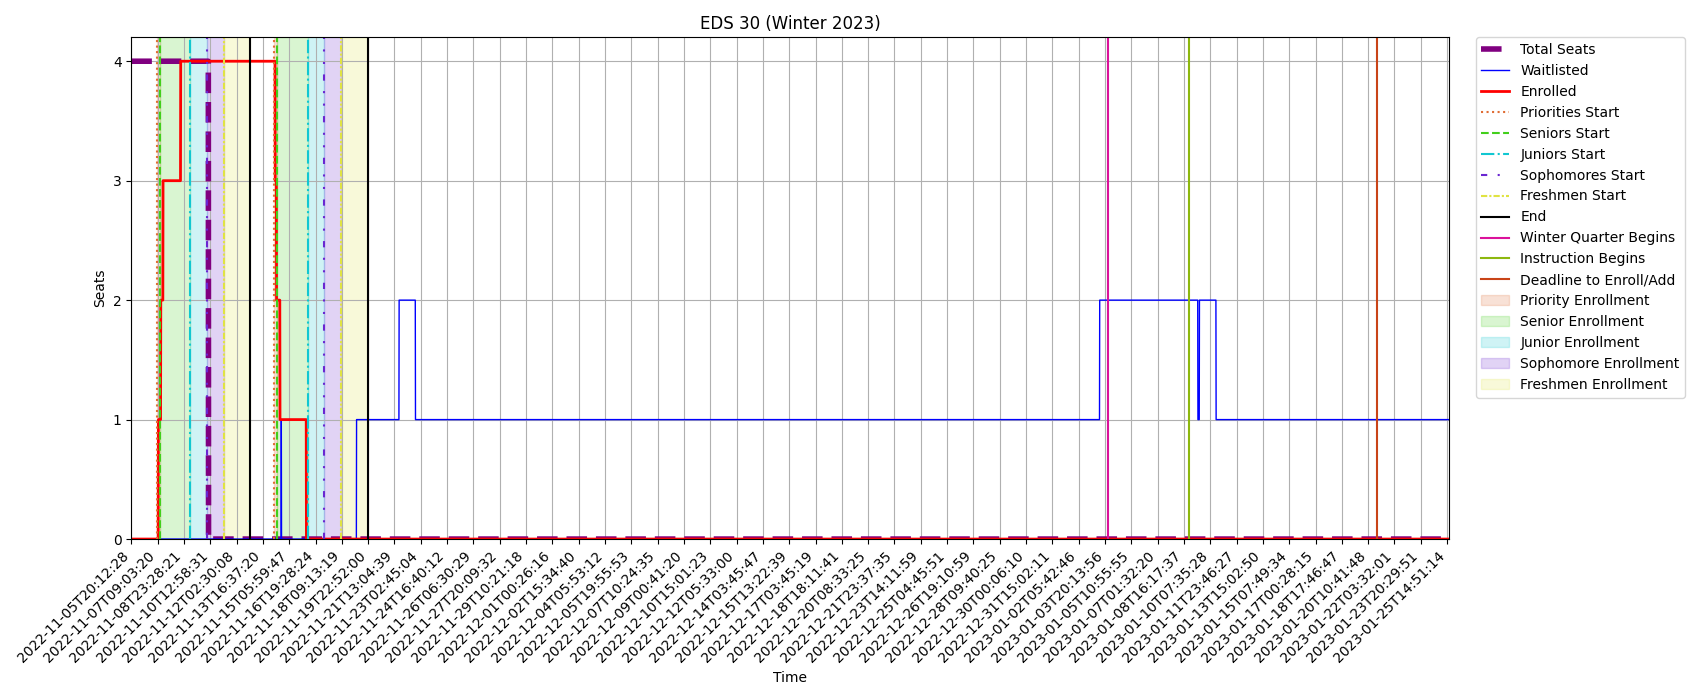 EDS 30 (Winter 2023)
Seats
4
3
2
1
0
2022-11-05T20:12:28
2022-11-07T09:03:20
2022-11-08T23:28:21
2022-11-10T12:58:31
2022-11-12T02:30:08
2022-11-13T16:37:20
2022-11-15T05:59:47
2022-11-16T19:28:24
2022-11-18T09:13:19
2022-11-19T22:52:00
2022-11-21T13:04:39
2022-11-23T02:45:04
2022-11-24T16:40:12
2022-11-26T06:30:29
2022-11-27T20:09:32
2022-11-29T10:21:18
2022-12-01T00:26:16
2022-12-02T15:34:40
2022-12-04T05:53:12
2022-12-05T19:55:53
2022-12-07T10:24:35
2022-12-09T00:41:20
2022-12-10T15:01:23
2022-12-12T05:33:00
2022-12-14T03:45:47
2022-12-15T13:22:39
2022-12-17T03:45:19
2022-12-18T18:11:41
2022-12-20T08:33:25
2022-12-21T23:37:35
2022-12-23T14:11:59
2022-12-25T04:45:51
2022-12-26T19:10:59
2022-12-28T09:40:25
2022-12-30T00:06:10
2022-12-31T15:02:11
2023-01-02T05:42:46
2023-01-03T20:13:56
2023-01-05T10:55:55
2023-01-07T01:32:20
2023-01-08T16:17:37
2023-01-10T07:35:28
2023-01-11T23:46:27
2023-01-13T15:02:50
2023-01-15T07:49:34
2023-01-17T00:28:15
2023-01-18T17:46:47
2023-01-20T10:41:48
2023-01-22T03:32:01
2023-01-23T20:29:51
2023-01-25T14:51:14
Time
Total Seats
Waitlisted
Enrolled
Priorities Start
Seniors Start
Juniors Start
Sophomores Start
Freshmen Start
End
Winter Quarter Begins
Instruction Begins
Deadline to Enroll/Add
Priority Enrollment
Senior Enrollment
Junior Enrollment
Sophomore Enrollment
Freshmen Enrollment